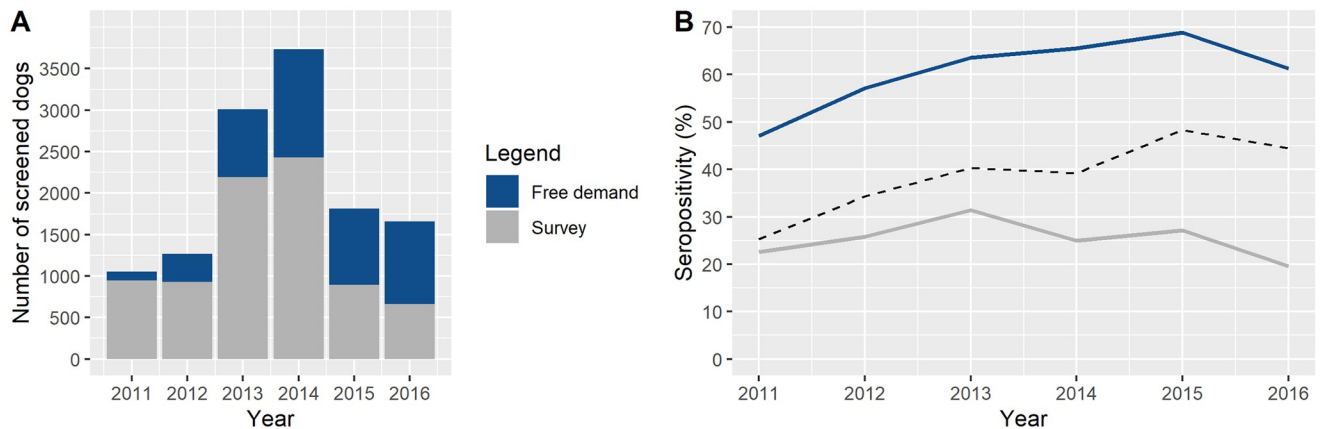 A
Number of screened dogs
3500
3000
2500
2000
1500
1000
500
0
2011 2012 2013 2014 2015 2016
Year
Legend
Free demand
Survey
B
Seropositivity (%)
70
60
50
40
30
20
10
0
2011 2012 2013 2014 2015 2016
Year